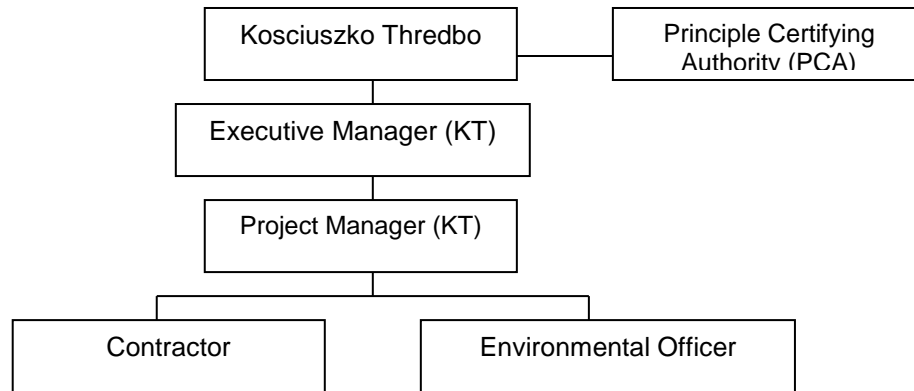 Kosciuszko Thredbo
Principle Certifying
Authority (PCA)
Executive Manager (KT)
Project Manager (KT)
Contractor
Environmental Officer